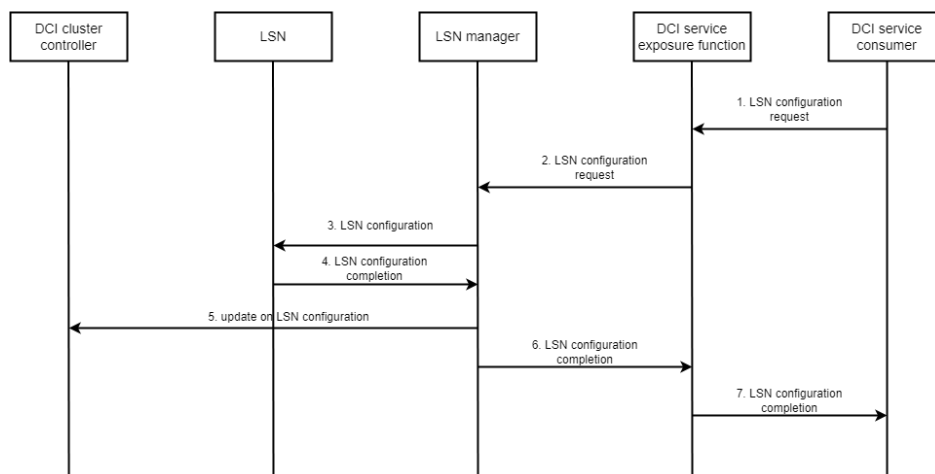 DCI cluster
controller
LSN
LSN manager
DCI service
exposure function
DCI service
consumer
1. LSN configuration
request
2. LSN configuration
request
3. LSN configuration
4. LSN configuration
completion
5. update on LSN configuration
6. LSN configuration
completion
7. LSN configuration
completion